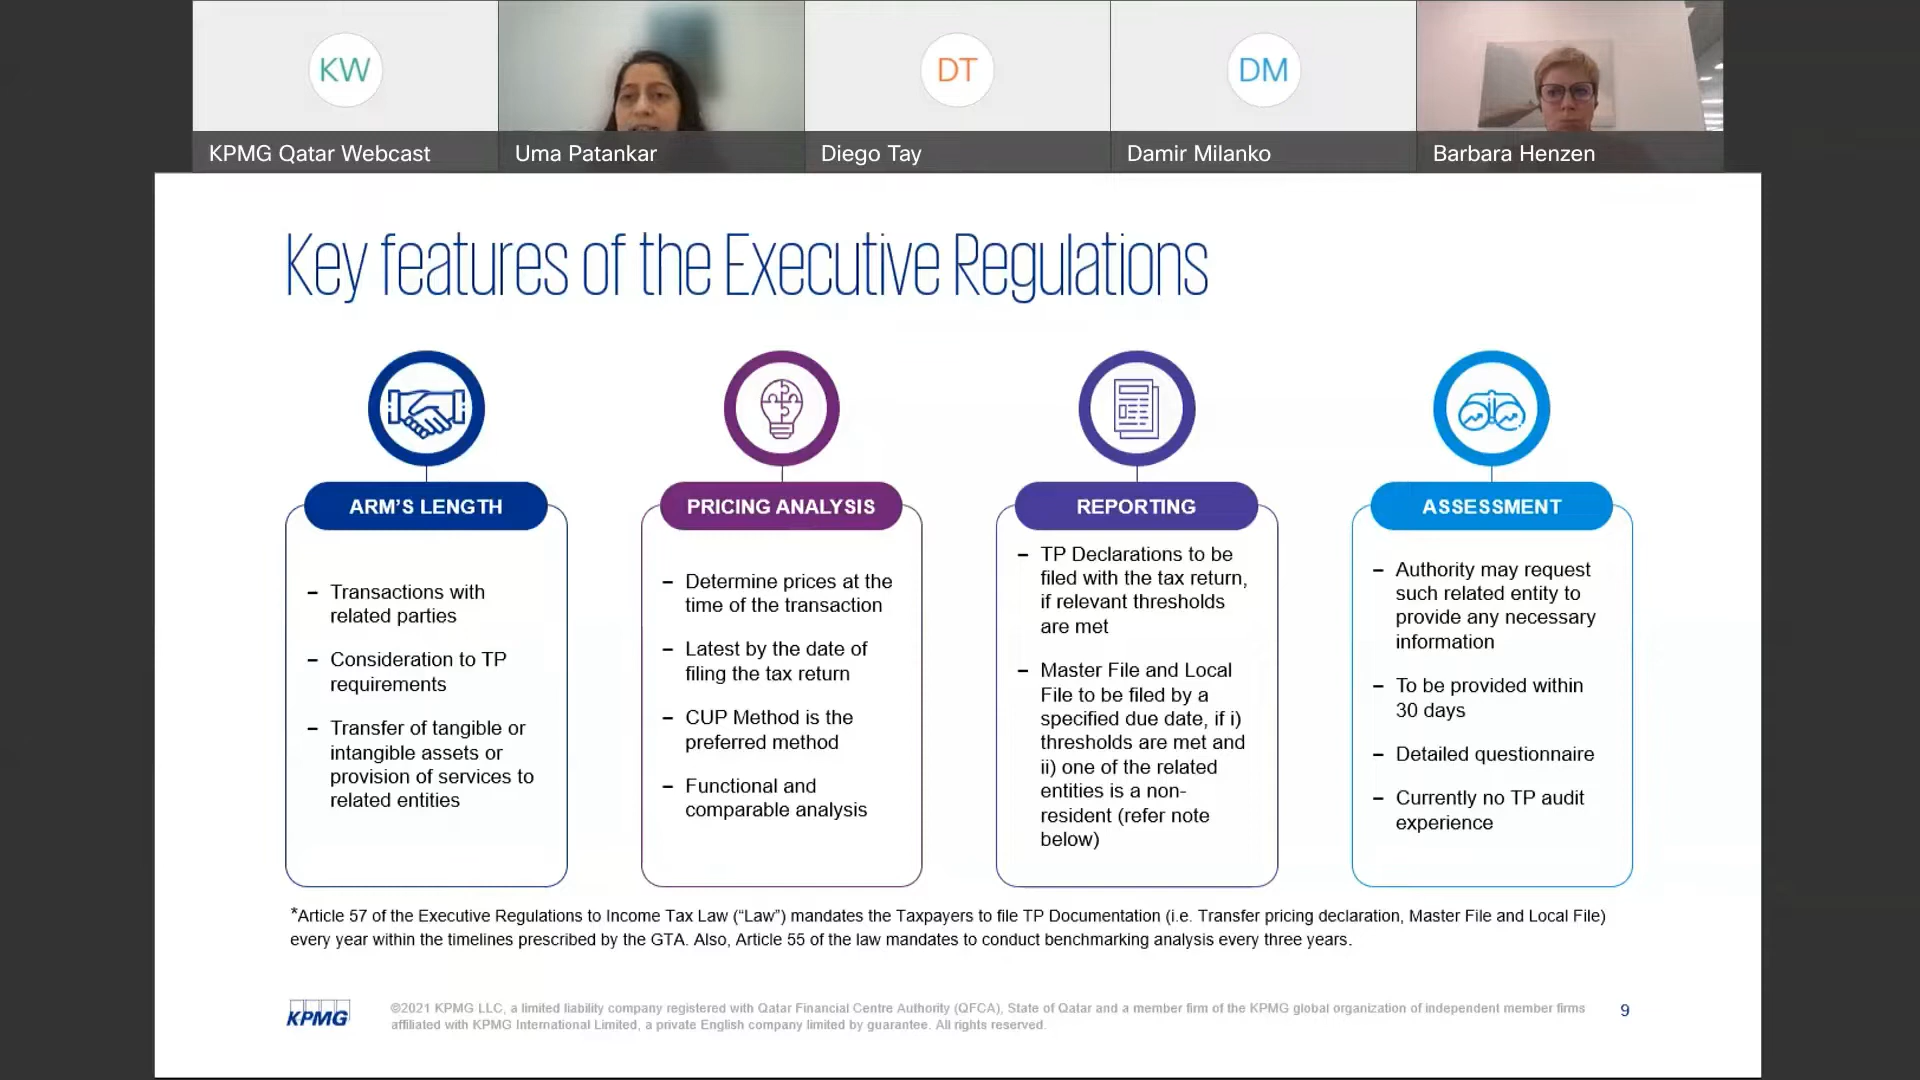 KW
DT
DM
KPMG Qatar Webcast
Uma Patankar
Diego Tay
Damir Milanko
Barbara Henzen
Key features of the Executive Regulations
ARM'S LENGTH
– Transactions with
related parties
– Consideration to TP
requirements
– Transfer of tangible or
intangible assets or
provision of services to
related entities
PRICING ANALYSIS
– Determine prices at the
time of the transaction
– Latest by the date of
filing the tax return
– CUP Method is the
preferred method
– Functional and
comparable analysis
REPORTING
– TP Declarations to be
filed with the tax return,
if relevant thresholds
are met
– Master File and Local
File to be filed by a
specified due date, if i)
thresholds are met and
ii) one of the related
entities is a non-
resident (refer note
below)
ASSESSMENT
– Authority may request
such related entity to
provide any necessary
information
– To be provided within
30 days
– Detailed questionnaire
– Currently no TP audit
experience
*Article 57 of the Executive Regulations to Income Tax Law (“Law”) mandates the Taxpayers to file TP Documentation (i.e. Transfer pricing declaration, Master File and Local File)
every year within the timelines prescribed by the GTA. Also, Article 55 of the law mandates to conduct benchmarking analysis every three years.
KPMG
©2021 KPMG LLC, a limited liability company registered with Qatar Financial Centre Authority (QFCA), State of Qatar and a member firm of the KPMG global organization of independent member firms
affiliated with KPMG International Limited, a private English company limited by guarantee. All rights reserved.
9